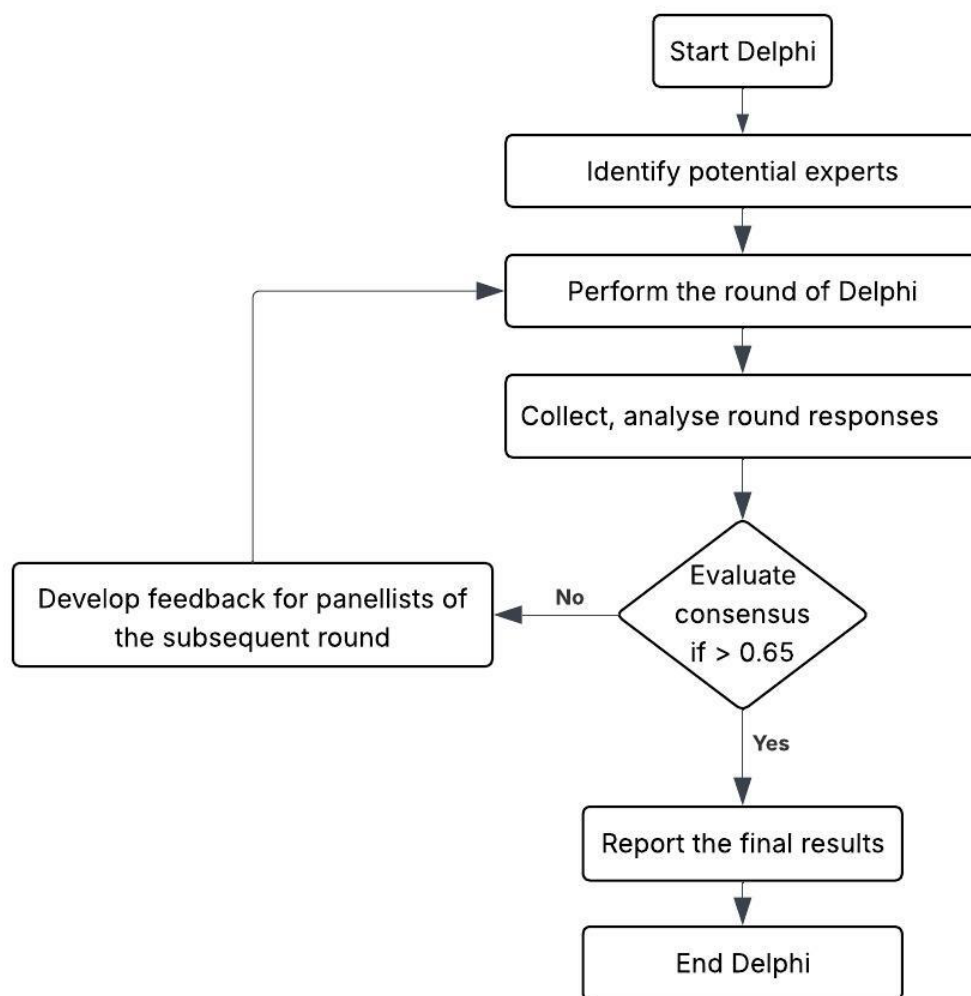 Start Delphi
Identify potential experts
Perform the round of Delphi
Collect, analyse round responses
Evaluate
consensus
if > 0.65
No
Develop feedback for panellists of
the subsequent round
Yes
Report the final results
End Delphi